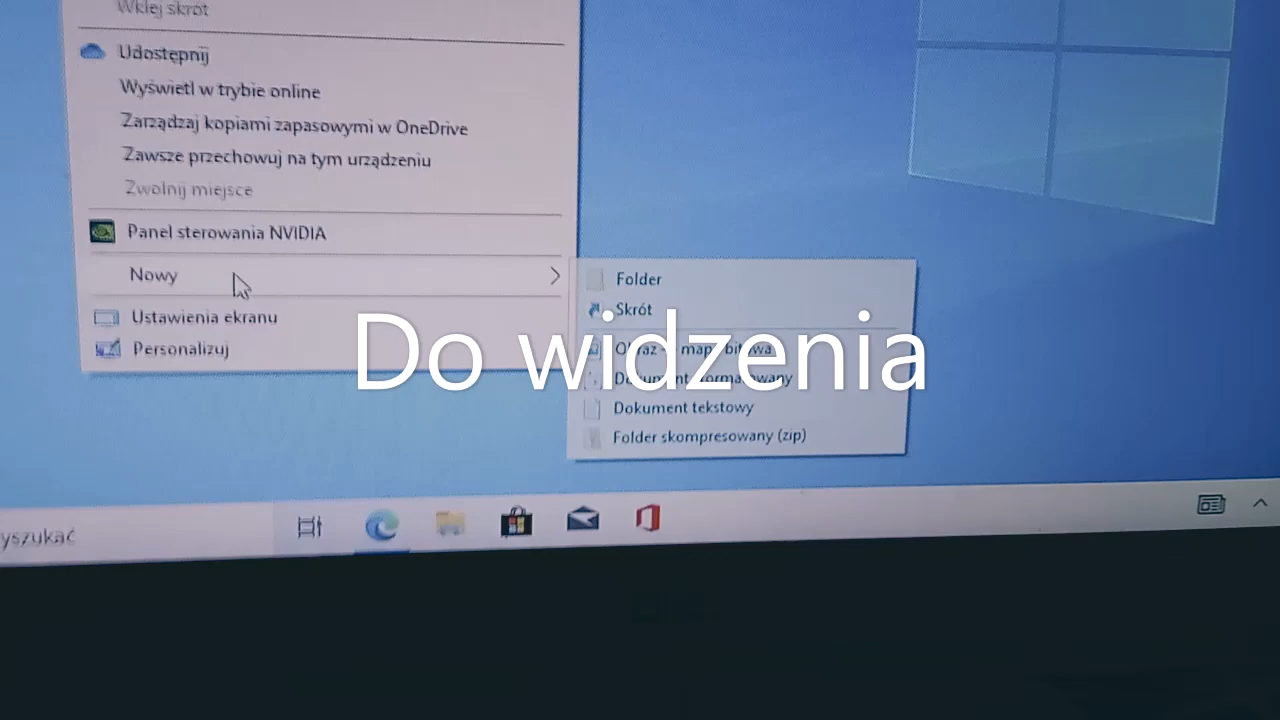 Wklej skrót
Udostępnij
Wyświetl w trybie online
Zarządzaj kopiami zapasowymi w OneDrive
Zawsze przechowuj na tym urządzeniu
Zwolnij miejsce
Panel sterowania NVIDIA
Nowy
Ustawienia ekranu
Personalizuj
Folder
Skrót
Do widzenia
Dokument tekstowy
Folder skompresowany (zip)
yszukać